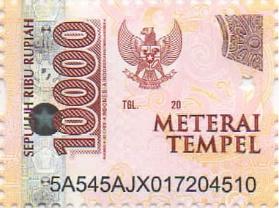 SEPULUH RIBU RUPIAH
10000
TGL. 20
METERAI
TEMPEL
5A545AJX017204510